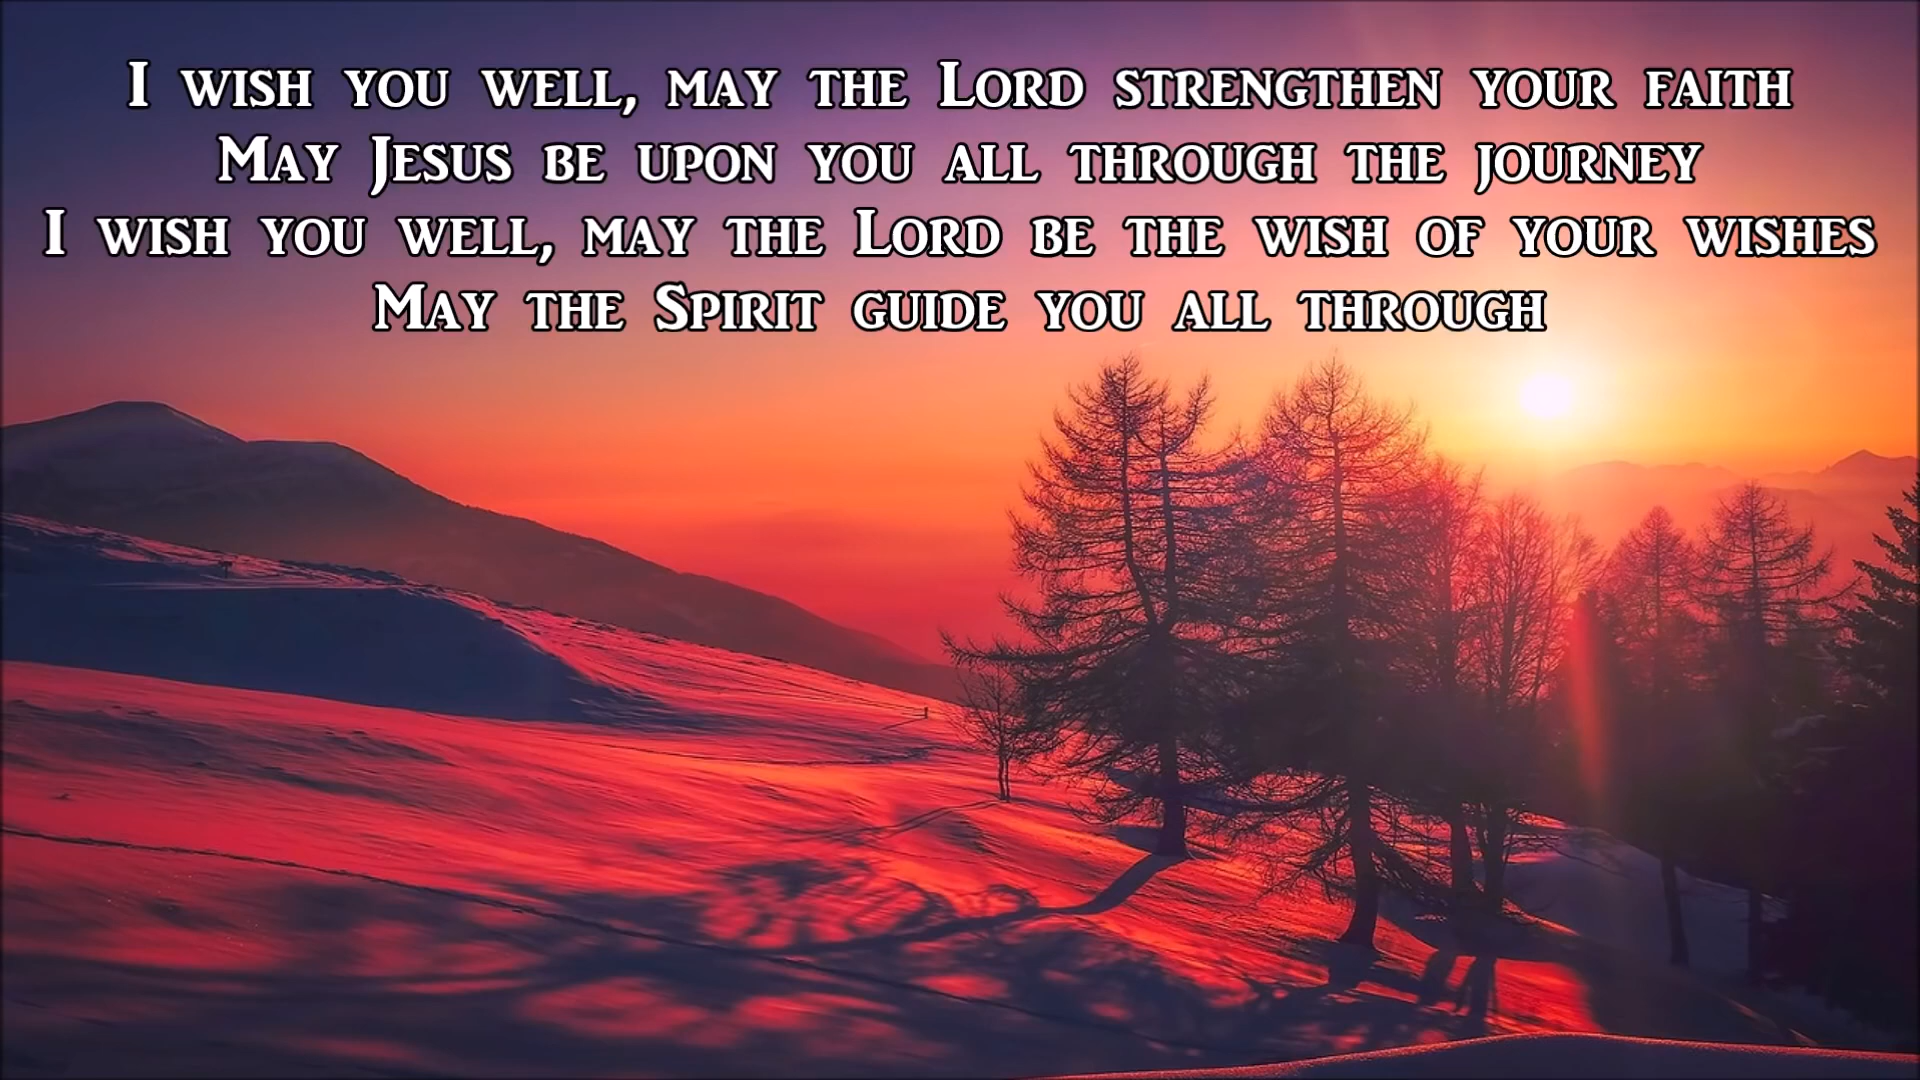 I wish you well, may the Lord strengthen your faith
May Jesus be upon you all through the journey
I wish you well, may the Lord be the wish of your wishes
May the Spirit guide you all through